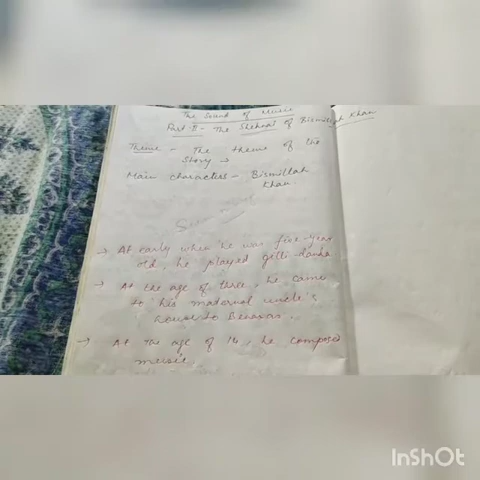 The Sound of Music
Part-II - The Shehnai of Bismillah Khan
Theme - The theme of the
Story →
Main characters - Bismillah
Khan.
→ At early when he was five year
old, he played gilli-danda
→ At the age of three, he came
to his maternal uncle's
house to Benaras.
→ At the age of 14, he composed
music.
InShOt